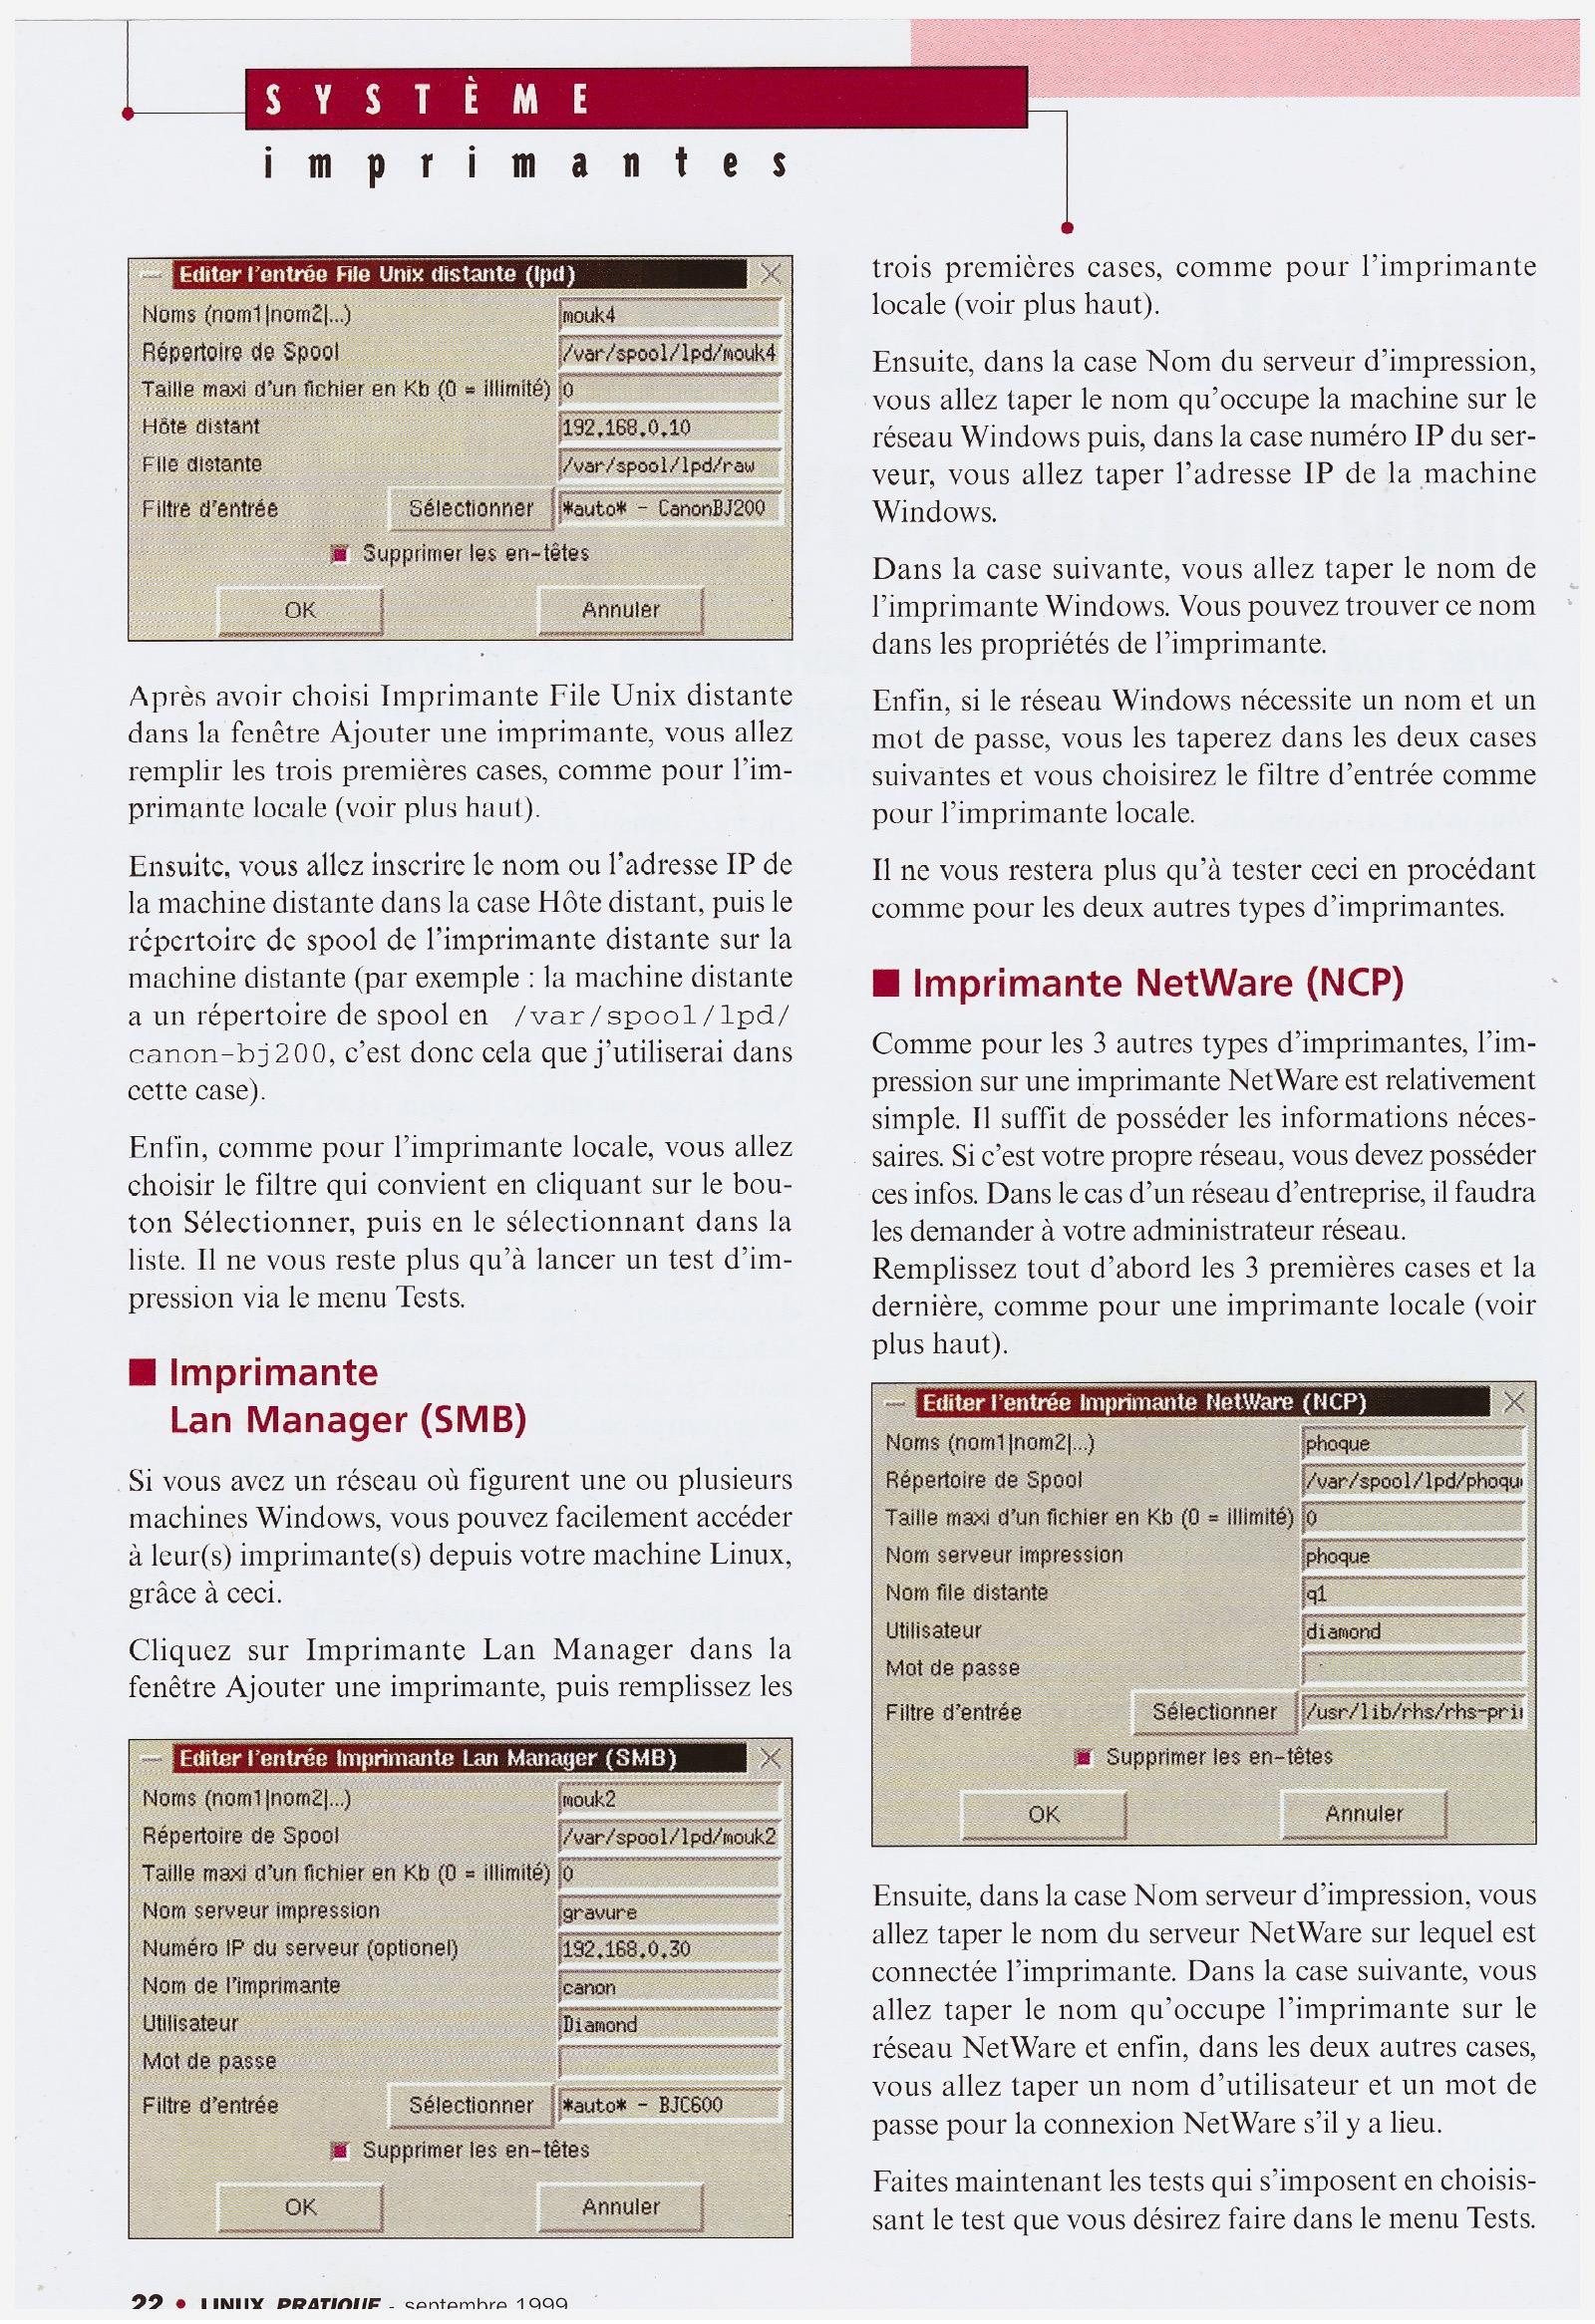 SYSTÈME
imprimantes
Editer l'entrée File Unix distante (lpd)
Noms (nom1|nom2|...) mouk4
Répertoire de Spool /var/spool/lpd/mouk4
Taille maxi d'un fichier en Kb (0 = illimité) 0
Hôte distant 192.168.0.10
File distante /var/spool/lpd/raw
Filtre d'entrée Sélectionner *auto* - CanonBJ200
Supprimer les en-têtes
OK Annuler
Après avoir choisi Imprimante File Unix distante
dans la fenêtre Ajouter une imprimante, vous allez
remplir les trois premières cases, comme pour l'im-
primante locale (voir plus haut).
Ensuite, vous allez inscrire le nom ou l'adresse IP de
la machine distante dans la case Hôte distant, puis le
répertoire de spool de l'imprimante distante sur la
machine distante (par exemple : la machine distante
a un répertoire de spool en /var/spool/lpd/
canon-bj200, c'est donc cela que j'utiliserai dans
cette case).
Enfin, comme pour l'imprimante locale, vous allez
choisir le filtre qui convient en cliquant sur le bou-
ton Sélectionner, puis en le sélectionnant dans la
liste. Il ne vous reste plus qu'à lancer un test d'im-
pression via le menu Tests.
■ Imprimante
Lan Manager (SMB)
Si vous avez un réseau où figurent une ou plusieurs
machines Windows, vous pouvez facilement accéder
à leur(s) imprimante(s) depuis votre machine Linux,
grâce à ceci.
Cliquez sur Imprimante Lan Manager dans la
fenêtre Ajouter une imprimante, puis remplissez les
Editer l'entrée Imprimante Lan Manager (SMB)
Noms (nom1|nom2|...) mouk2
Répertoire de Spool /var/spool/lpd/mouk2
Taille maxi d'un fichier en Kb (0 = illimité) 0
Nom serveur impression gravure
Numéro IP du serveur (optionel) 192.168.0.30
Nom de l'imprimante canon
Utilisateur Diamond
Mot de passe
Filtre d'entrée Sélectionner *auto* - BJC600
Supprimer les en-têtes
OK Annuler
trois premières cases, comme pour l'imprimante
locale (voir plus haut).
Ensuite, dans la case Nom du serveur d'impression,
vous allez taper le nom qu'occupe la machine sur le
réseau Windows puis, dans la case numéro IP du ser-
veur, vous allez taper l'adresse IP de la machine
Windows.
Dans la case suivante, vous allez taper le nom de
l'imprimante Windows. Vous pouvez trouver ce nom
dans les propriétés de l'imprimante.
Enfin, si le réseau Windows nécessite un nom et un
mot de passe, vous les taperez dans les deux cases
suivantes et vous choisirez le filtre d'entrée comme
pour l'imprimante locale.
Il ne vous restera plus qu'à tester ceci en procédant
comme pour les deux autres types d'imprimantes.
■ Imprimante NetWare (NCP)
Comme pour les 3 autres types d'imprimantes, l'im-
pression sur une imprimante NetWare est relativement
simple. Il suffit de posséder les informations néces-
saires. Si c'est votre propre réseau, vous devez posséder
ces infos. Dans le cas d'un réseau d'entreprise, il faudra
les demander à votre administrateur réseau.
Remplissez tout d'abord les 3 premières cases et la
dernière, comme pour une imprimante locale (voir
plus haut).
Editer l'entrée Imprimante NetWare (NCP)
Noms (nom1|nom2|...) phoque
Répertoire de Spool /var/spool/lpd/phoqu
Taille maxi d'un fichier en Kb (0 = illimité) 0
Nom serveur impression phoque
Nom file distante q1
Utilisateur diamond
Mot de passe
Filtre d'entrée Sélectionner /usr/lib/rhs/rhs-pri
Supprimer les en-têtes
OK Annuler
Ensuite, dans la case Nom serveur d'impression, vous
allez taper le nom du serveur NetWare sur lequel est
connectée l'imprimante. Dans la case suivante, vous
allez taper le nom qu'occupe l'imprimante sur le
réseau NetWare et enfin, dans les deux autres cases,
vous allez taper un nom d'utilisateur et un mot de
passe pour la connexion NetWare s'il y a lieu.
Faites maintenant les tests qui s'imposent en choisis-
sant le test que vous désirez faire dans le menu Tests.
22 • LINUX PRATIQUE - septembre 1999